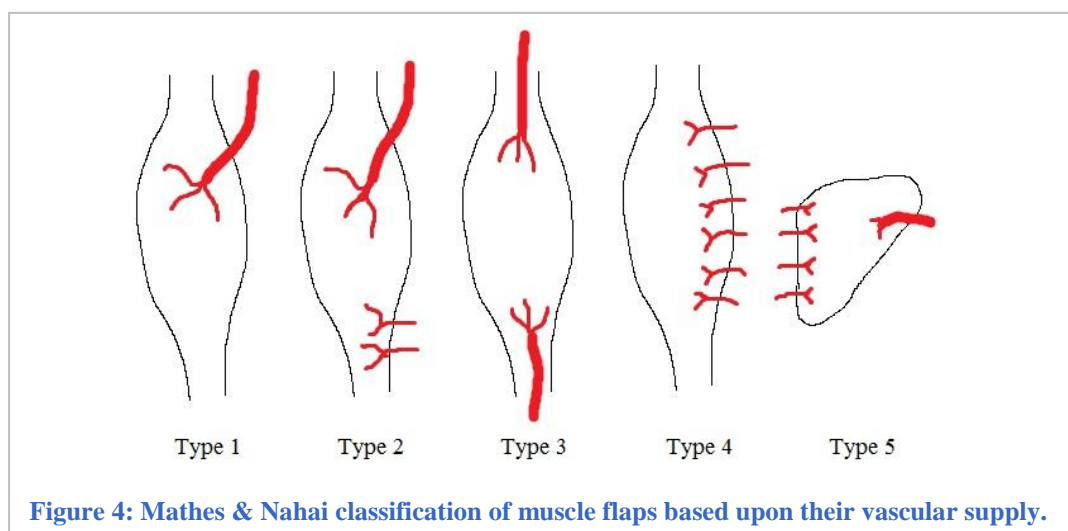 Type 1 Type 2 Type 3 Type 4 Type 5
Figure 4: Mathes & Nahai classification of muscle flaps based upon their vascular supply.